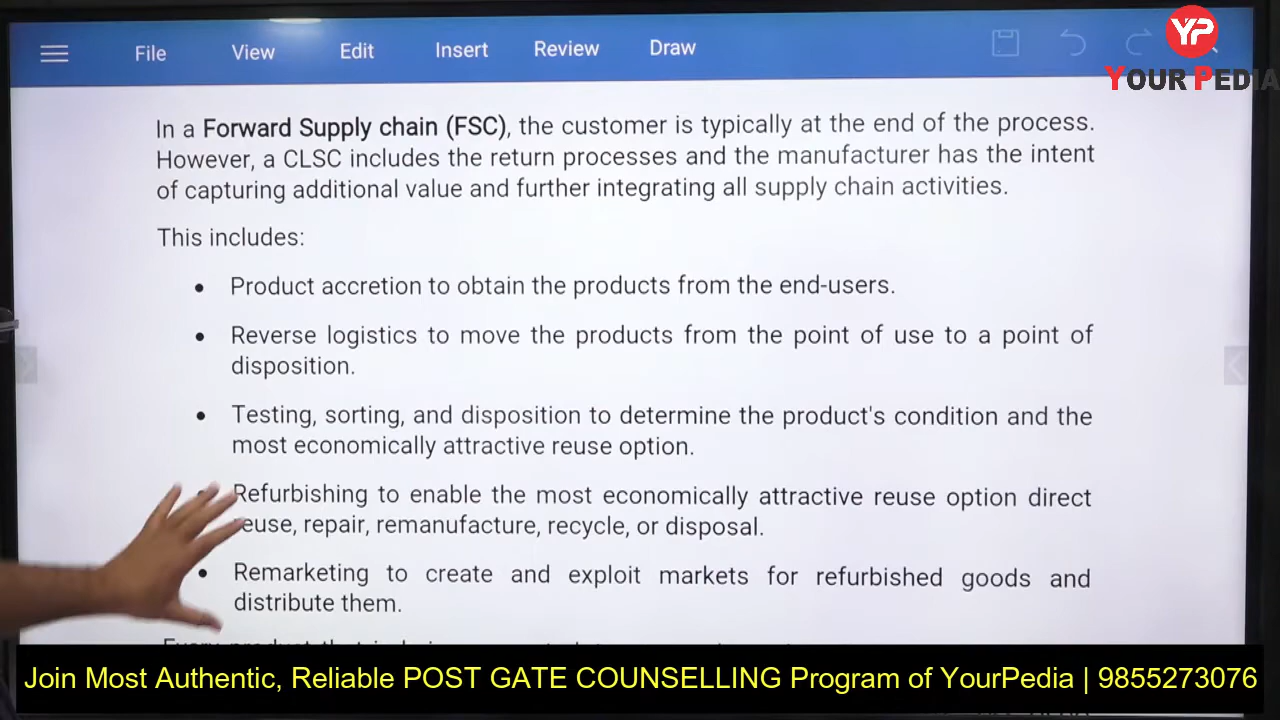 File View Edit Insert Review Draw
YP
YOUR PEDIA
In a Forward Supply chain (FSC), the customer is typically at the end of the process.
However, a CLSC includes the return processes and the manufacturer has the intent
of capturing additional value and further integrating all supply chain activities.
This includes:
• Product accretion to obtain the products from the end-users.
• Reverse logistics to move the products from the point of use to a point of
disposition.
• Testing, sorting, and disposition to determine the product's condition and the
most economically attractive reuse option.
• Refurbishing to enable the most economically attractive reuse option direct
reuse, repair, remanufacture, recycle, or disposal.
• Remarketing to create and exploit markets for refurbished goods and
distribute them.
Join Most Authentic, Reliable POST GATE COUNSELLING Program of YourPedia | 9855273076